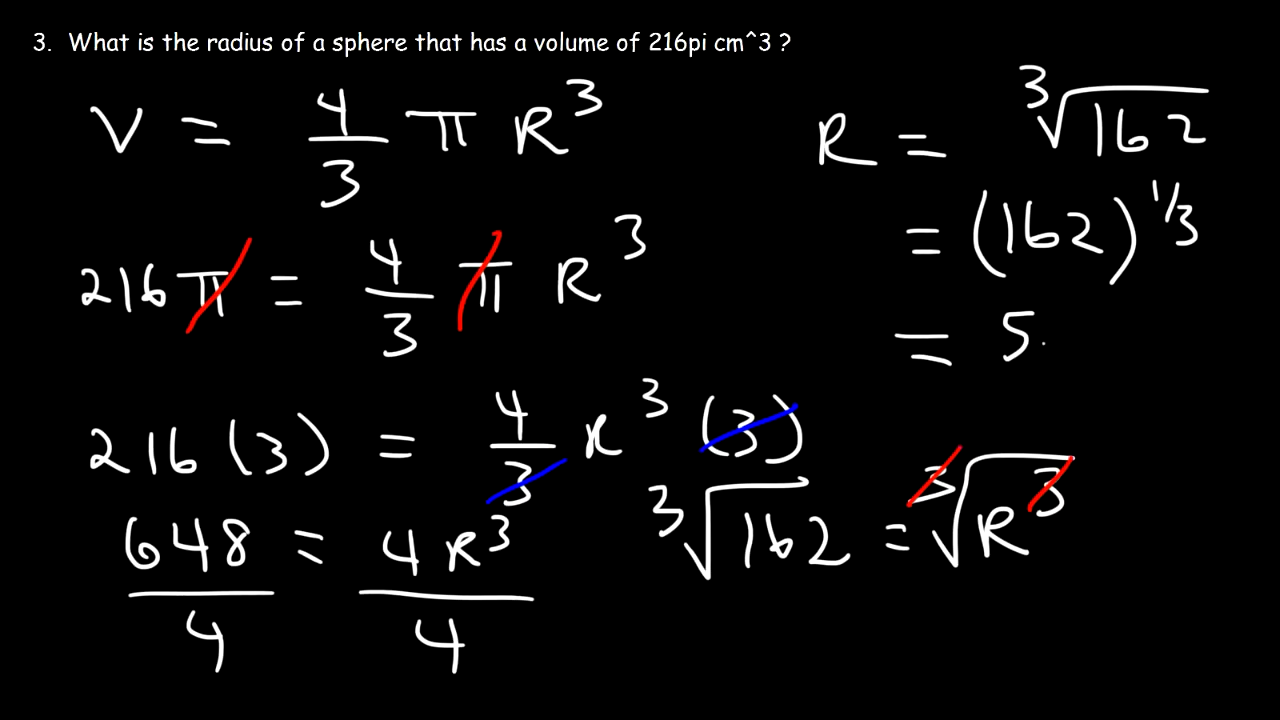 3. What is the radius of a sphere that has a volume of 216pi cm^3 ?
V = 4/3 π R^3
216π = 4/3 π R^3
216 (3) = 4/3 R^3 (3)
648/4 = 4R^3/4
∛162 = ∛R^3
R = ∛162
= (162)^1/3
= 5.